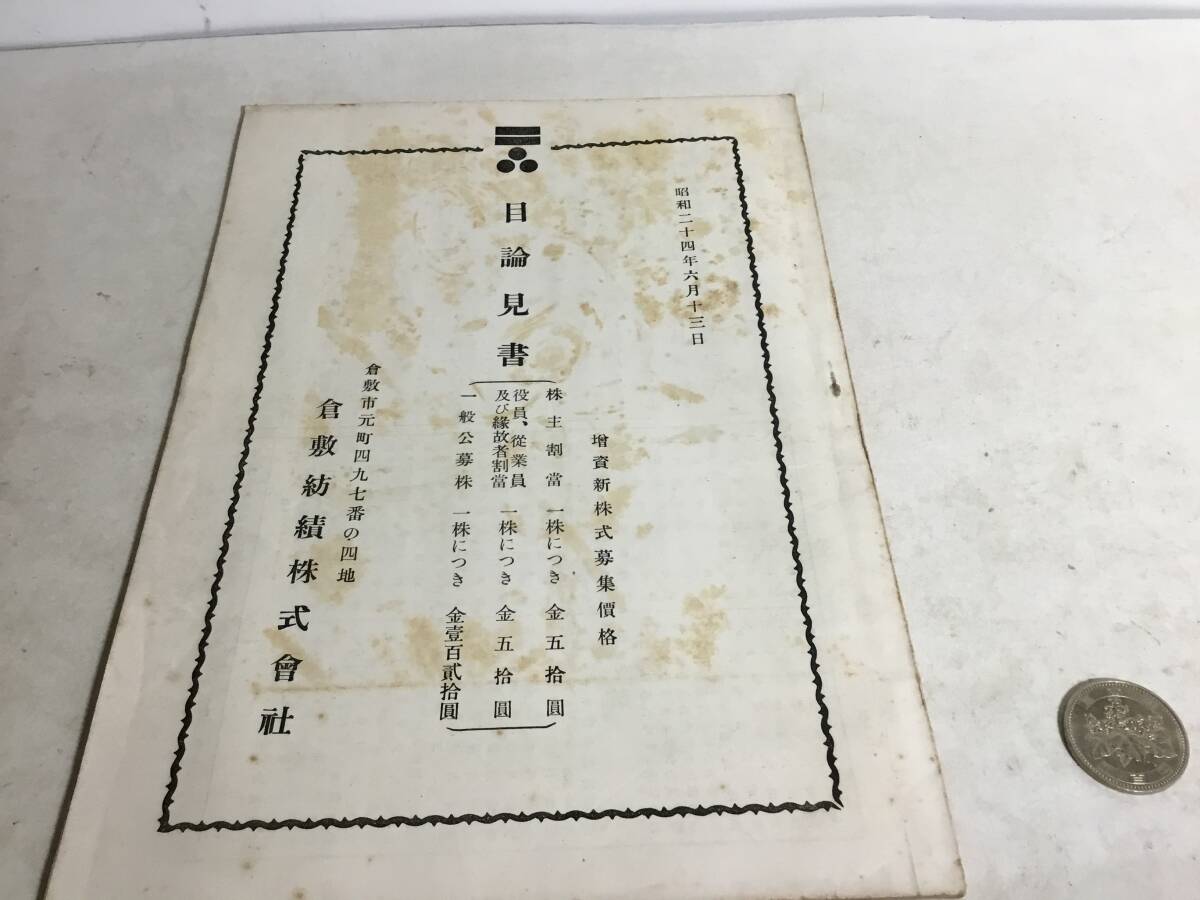 昭和二十四年六月十三日
目論見書
增資新株式募集價格
株主割當 一株につき 金五拾圓
役員、從業員
及び緣故者割當 一株につき 金五拾圓
一般公募株 一株につき 金壹百貳拾圓
倉敷市元町四九七番の四地
倉敷紡績株式會社